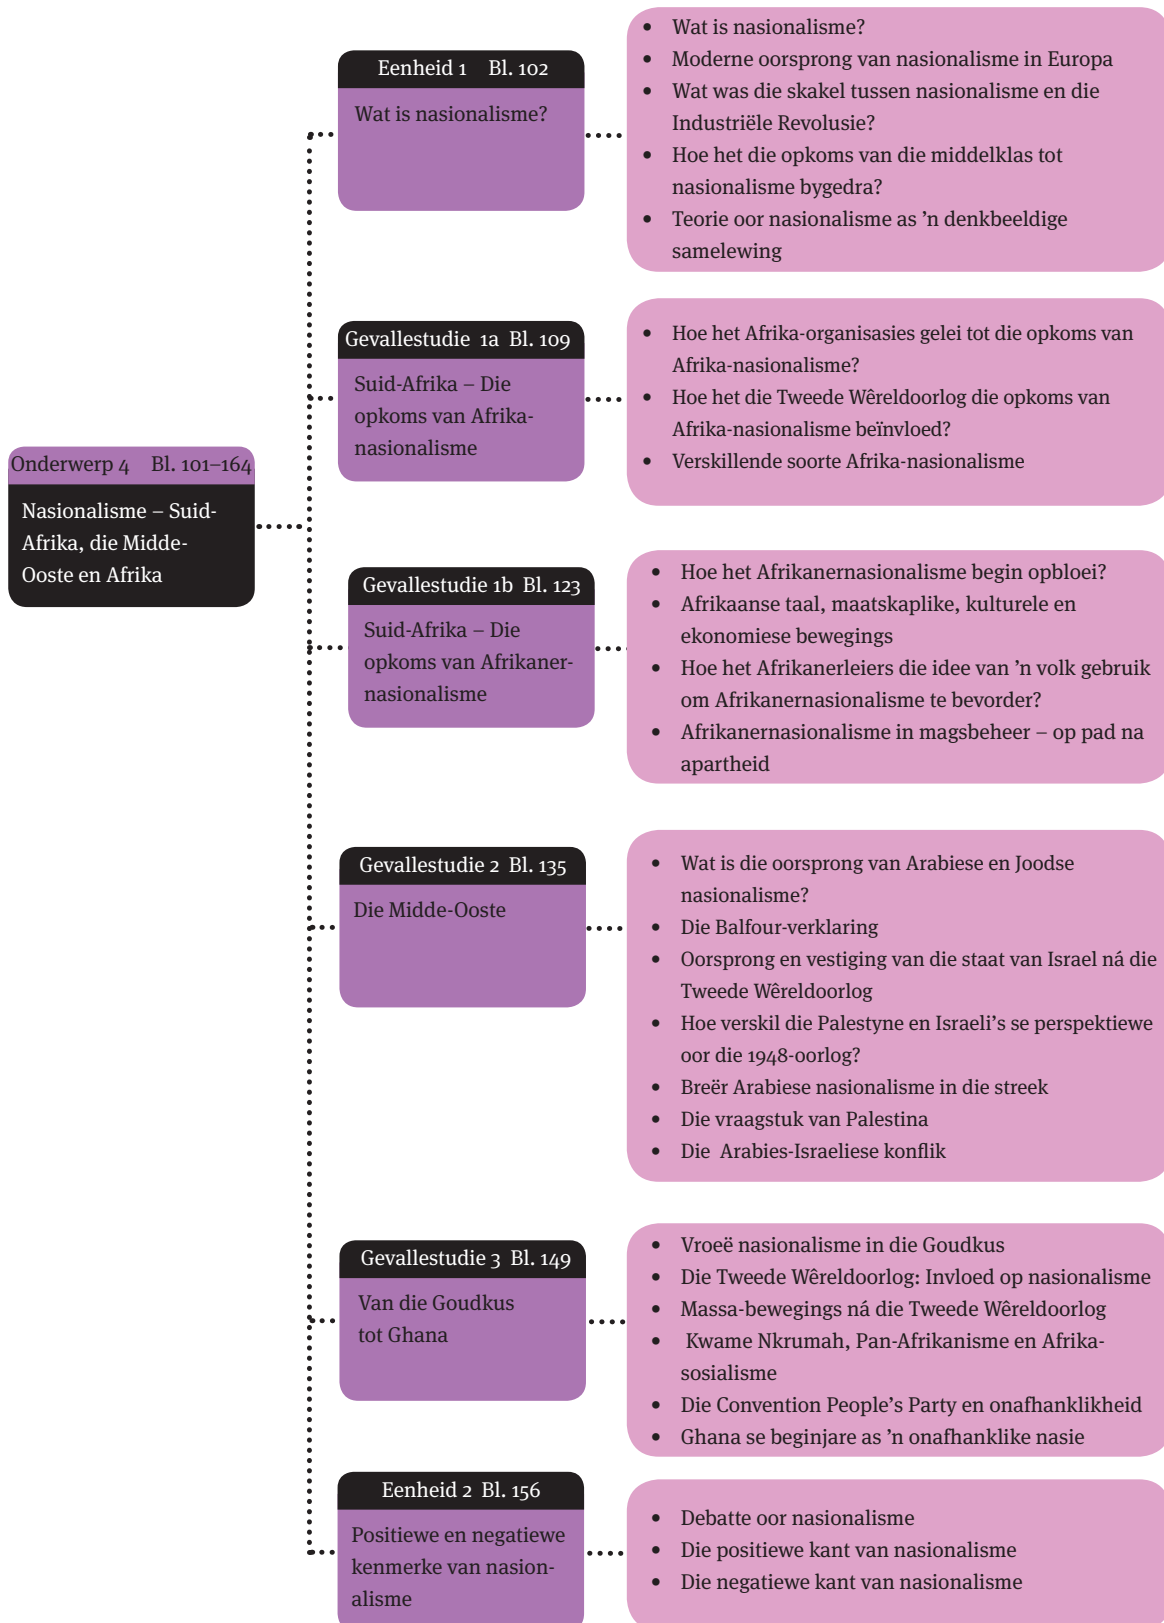 Onderwerp 4 Bl. 101–164
Nasionalisme – Suid-
Afrika, die Midde-
Ooste en Afrika
Eenheid 1 Bl. 102
Wat is nasionalisme?
• Wat is nasionalisme?
• Moderne oorsprong van nasionalisme in Europa
• Wat was die skakel tussen nasionalisme en die
Industriële Revolusie?
• Hoe het die opkoms van die middelklas tot
nasionalisme bygedra?
• Teorie oor nasionalisme as ’n denkbeeldige
samelewing
Gevallestudie 1a Bl. 109
Suid-Afrika – Die
opkoms van Afrika-
nasionalisme
• Hoe het Afrika-organisasies gelei tot die opkoms van
Afrika-nasionalisme?
• Hoe het die Tweede Wêreldoorlog die opkoms van
Afrika-nasionalisme beïnvloed?
• Verskillende soorte Afrika-nasionalisme
Gevallestudie 1b Bl. 123
Suid-Afrika – Die
opkoms van Afrikaner-
nasionalisme
• Hoe het Afrikanernasionalisme begin opbloei?
• Afrikaanse taal, maatskaplike, kulturele en
ekonomiese bewegings
• Hoe het Afrikanerleiers die idee van ’n volk gebruik
om Afrikanernasionalisme te bevorder?
• Afrikanernasionalisme in magsbeheer – op pad na
apartheid
Gevallestudie 2 Bl. 135
Die Midde-Ooste
• Wat is die oorsprong van Arabiese en Joodse
nasionalisme?
• Die Balfour-verklaring
• Oorsprong en vestiging van die staat van Israel ná die
Tweede Wêreldoorlog
• Hoe verskil die Palestyne en Israeli’s se perspektiewe
oor die 1948-oorlog?
• Breër Arabiese nasionalisme in die streek
• Die vraagstuk van Palestina
• Die Arabies-Israeliese konflik
Gevallestudie 3 Bl. 149
Van die Goudkus
tot Ghana
• Vroeë nasionalisme in die Goudkus
• Die Tweede Wêreldoorlog: Invloed op nasionalisme
• Massa-bewegings ná die Tweede Wêreldoorlog
• Kwame Nkrumah, Pan-Afrikanisme en Afrika-
sosialisme
• Die Convention People’s Party en onafhanklikheid
• Ghana se beginjare as ’n onafhanklike nasie
Eenheid 2 Bl. 156
Positiewe en negatiewe
kenmerke van nasion-
alisme
• Debatte oor nasionalisme
• Die positiewe kant van nasionalisme
• Die negatiewe kant van nasionalisme